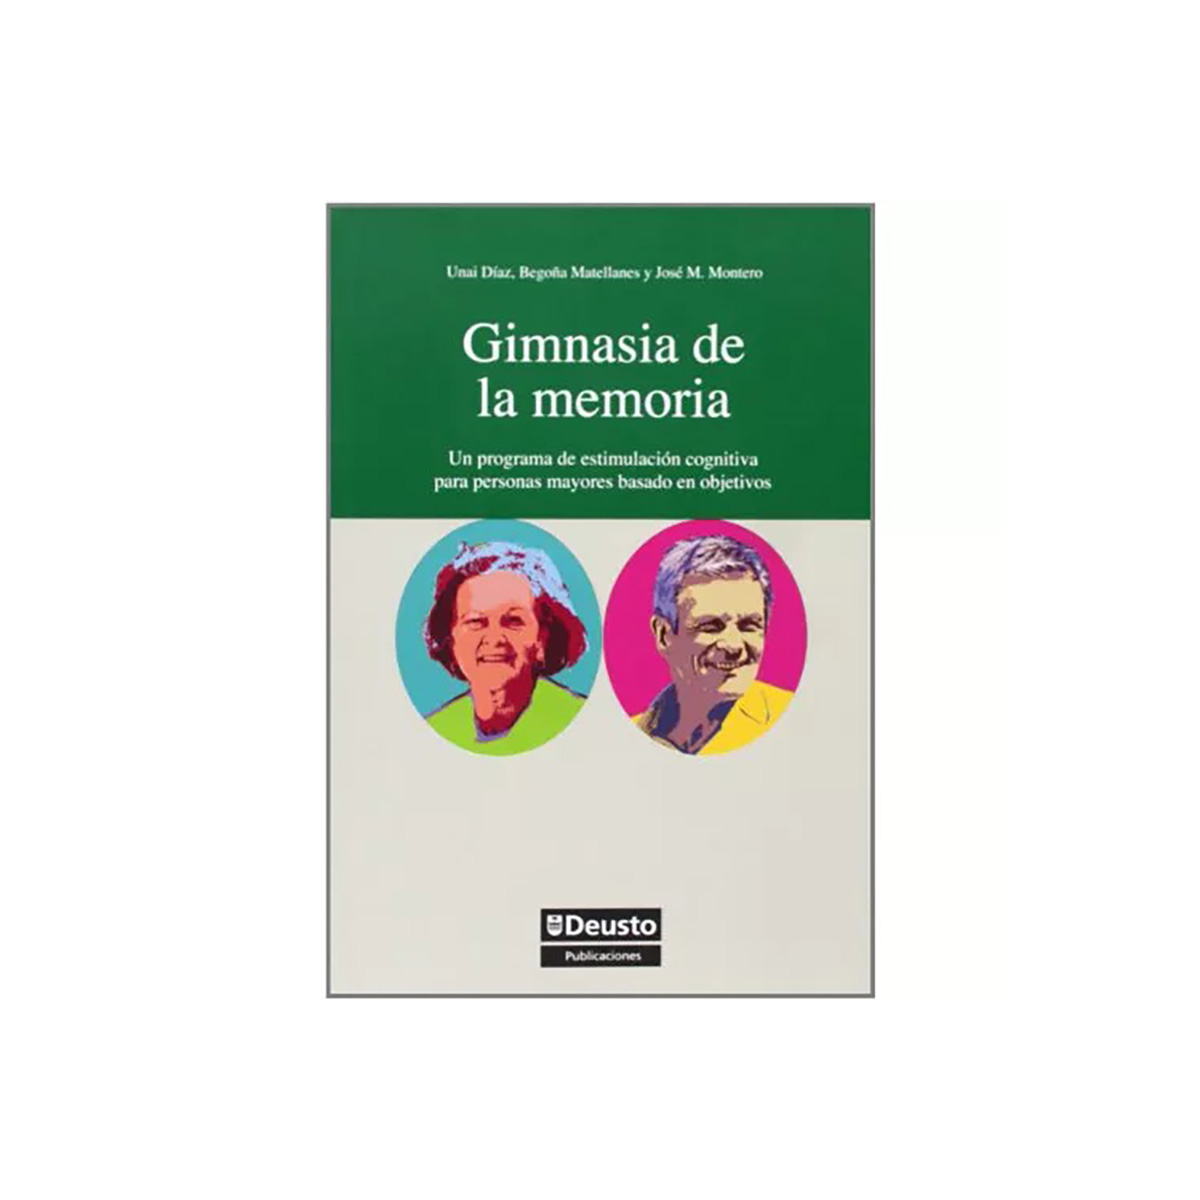 Unai Díaz, Begoña Matellanes y José M. Montero
Gimnasia de
la memoria
Un programa de estimulación cognitiva
para personas mayores basado en objetivos
Deusto
Publicaciones